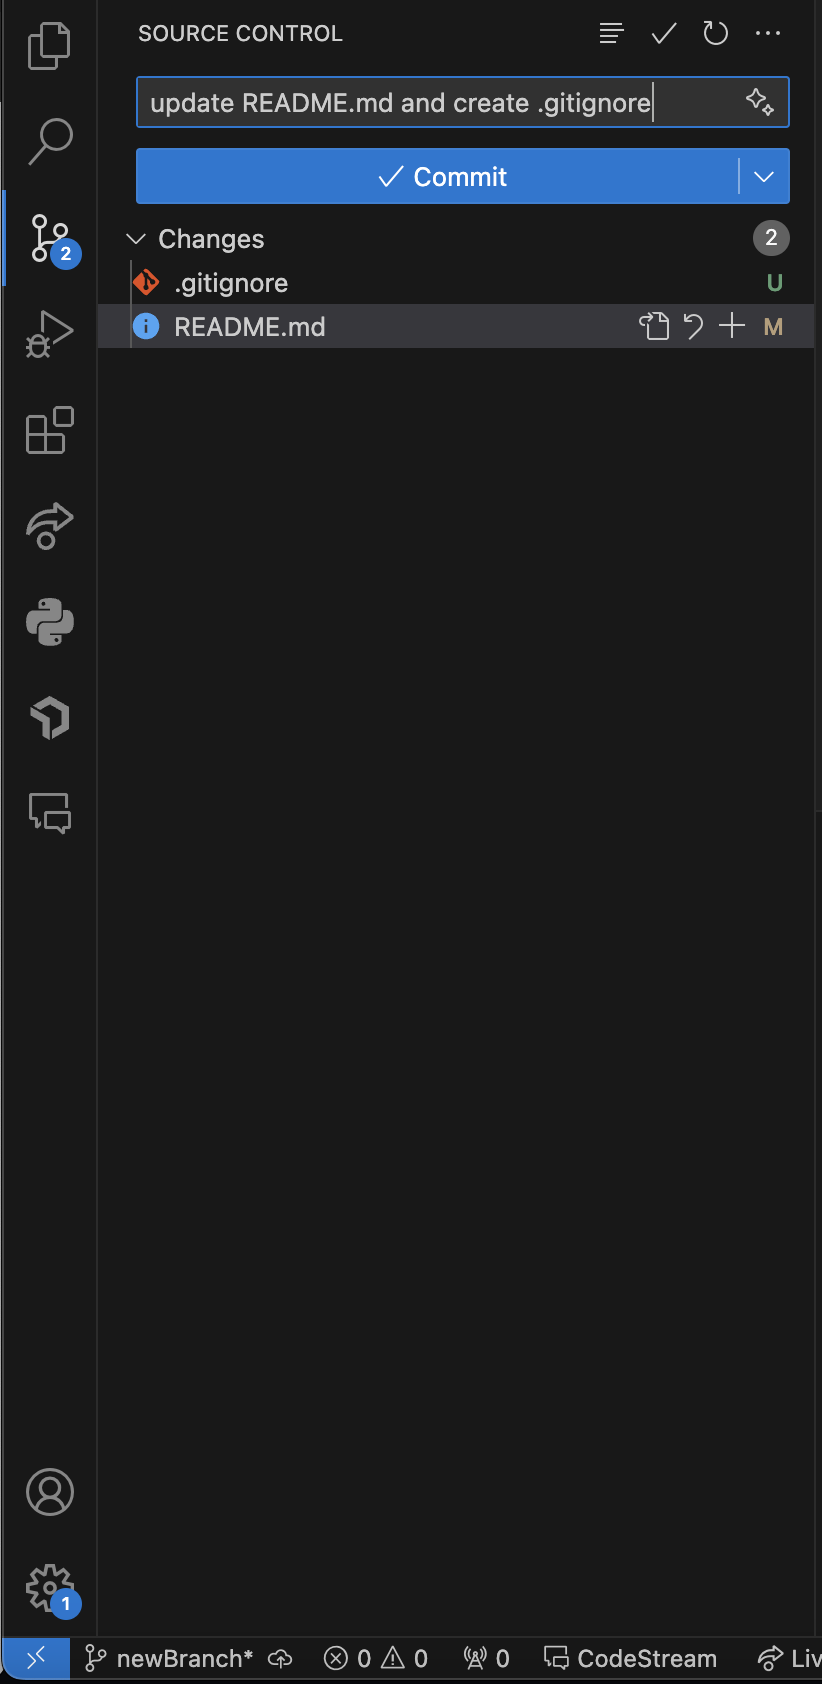 SOURCE CONTROL
update README.md and create .gitignore
Commit
2
Changes 2
.gitignore U
README.md M
1
newBranch* 0 0 0 CodeStream Liv